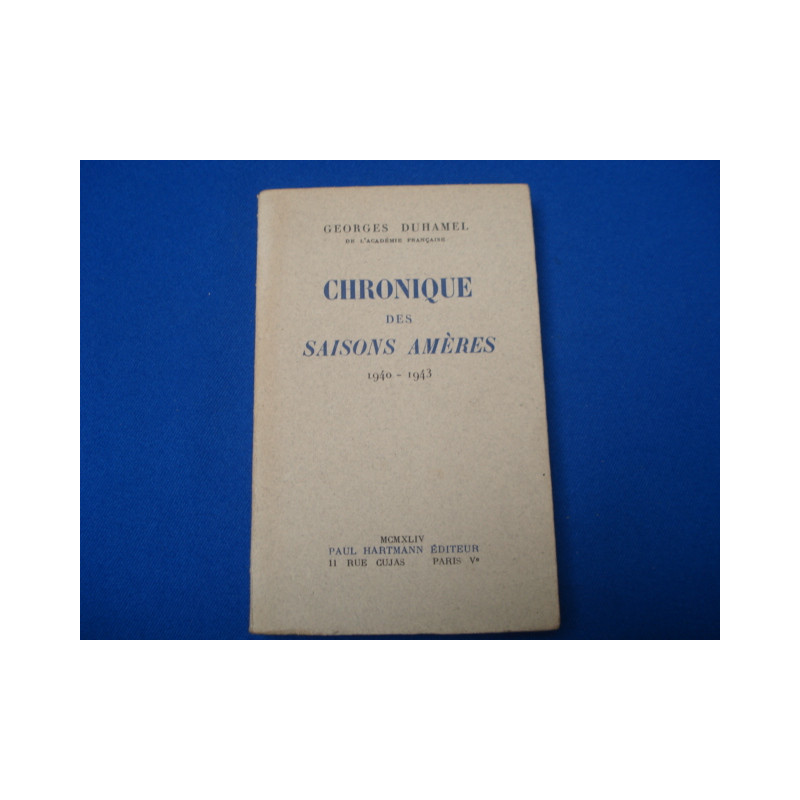 GEORGES DUHAMEL
DE L'ACADÉMIE FRANÇAISE
CHRONIQUE
DES
SAISONS AMÈRES
1940 - 1943
MCMXLIV
PAUL HARTMANN ÉDITEUR
11 RUE CUJAS PARIS Vᵉ